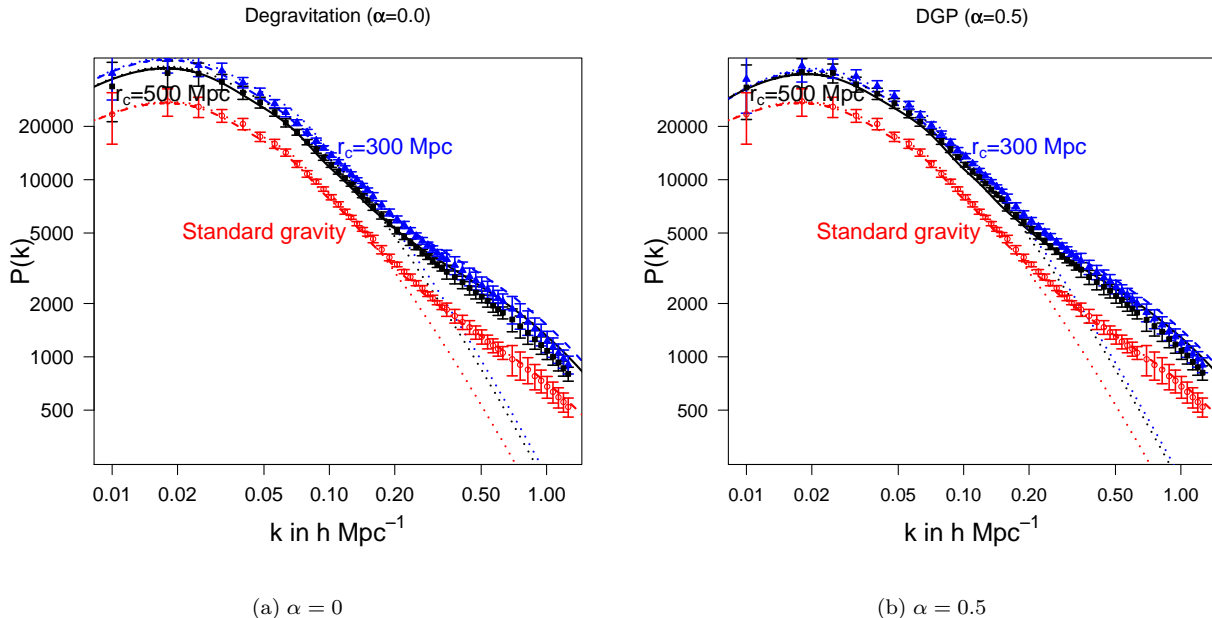 Degravitation (α=0.0)
P(k)
20000
10000
5000
2000
1000
500
r_c=500 Mpc
r_c=300 Mpc
Standard gravity
0.01 0.02 0.05 0.10 0.20 0.50 1.00
k in h Mpc⁻¹
(a) α = 0
DGP (α=0.5)
P(k)
20000
10000
5000
2000
1000
500
r_c=500 Mpc
r_c=300 Mpc
Standard gravity
0.01 0.02 0.05 0.10 0.20 0.50 1.00
k in h Mpc⁻¹
(b) α = 0.5